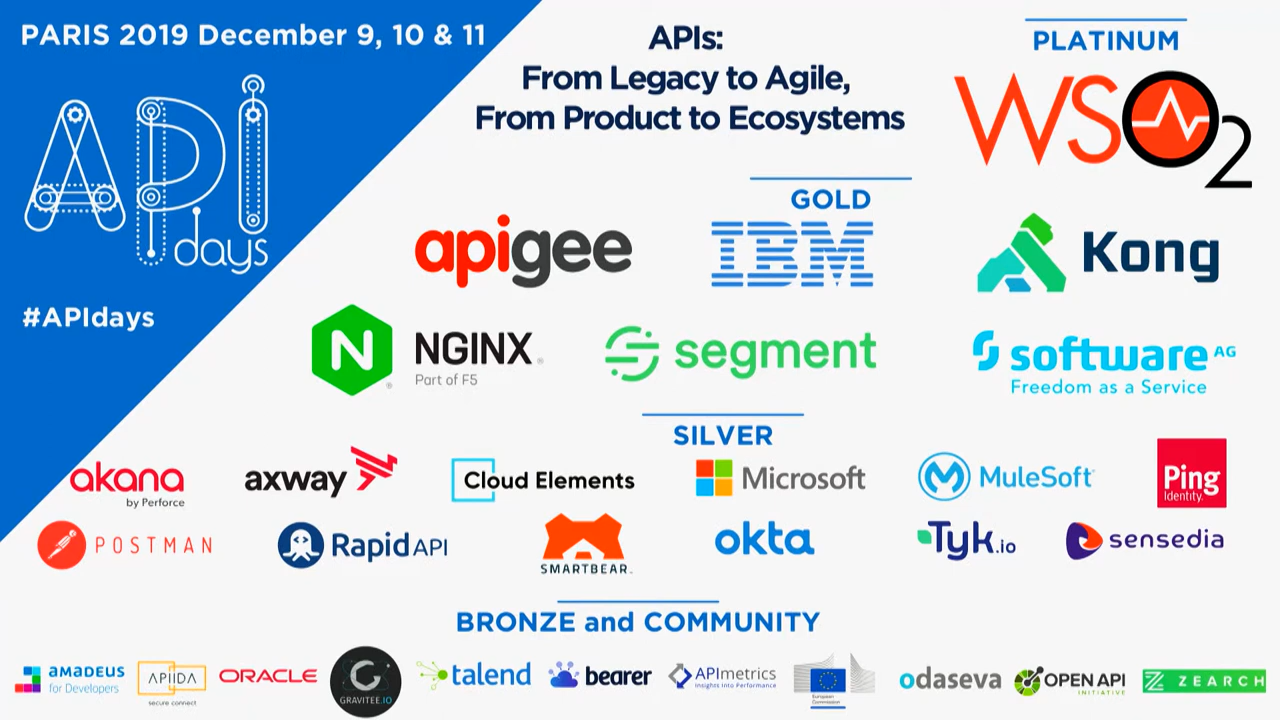 PARIS 2019 December 9, 10 & 11
API
days
#APIdays
APIs:
From Legacy to Agile,
From Product to Ecosystems
PLATINUM
WSO2
GOLD
apigee
IBM
Kong
N
NGINX
Part of F5
segment
software AG
Freedom as a Service
SILVER
akana
by Perforce
axway
Cloud Elements
Microsoft
MuleSoft
Ping
Identity.
POSTMAN
Rapid API
SMARTBEAR
okta
Tyk.io
sensedia
BRONZE and COMMUNITY
amadeus
for Developers
APIIDA
secure connect
ORACLE
G
GRAVITEE.IO
talend
bearer
APImetrics
Insights into Performance
European
Commission
odaseva
OPEN API
INITIATIVE
ZEARCH